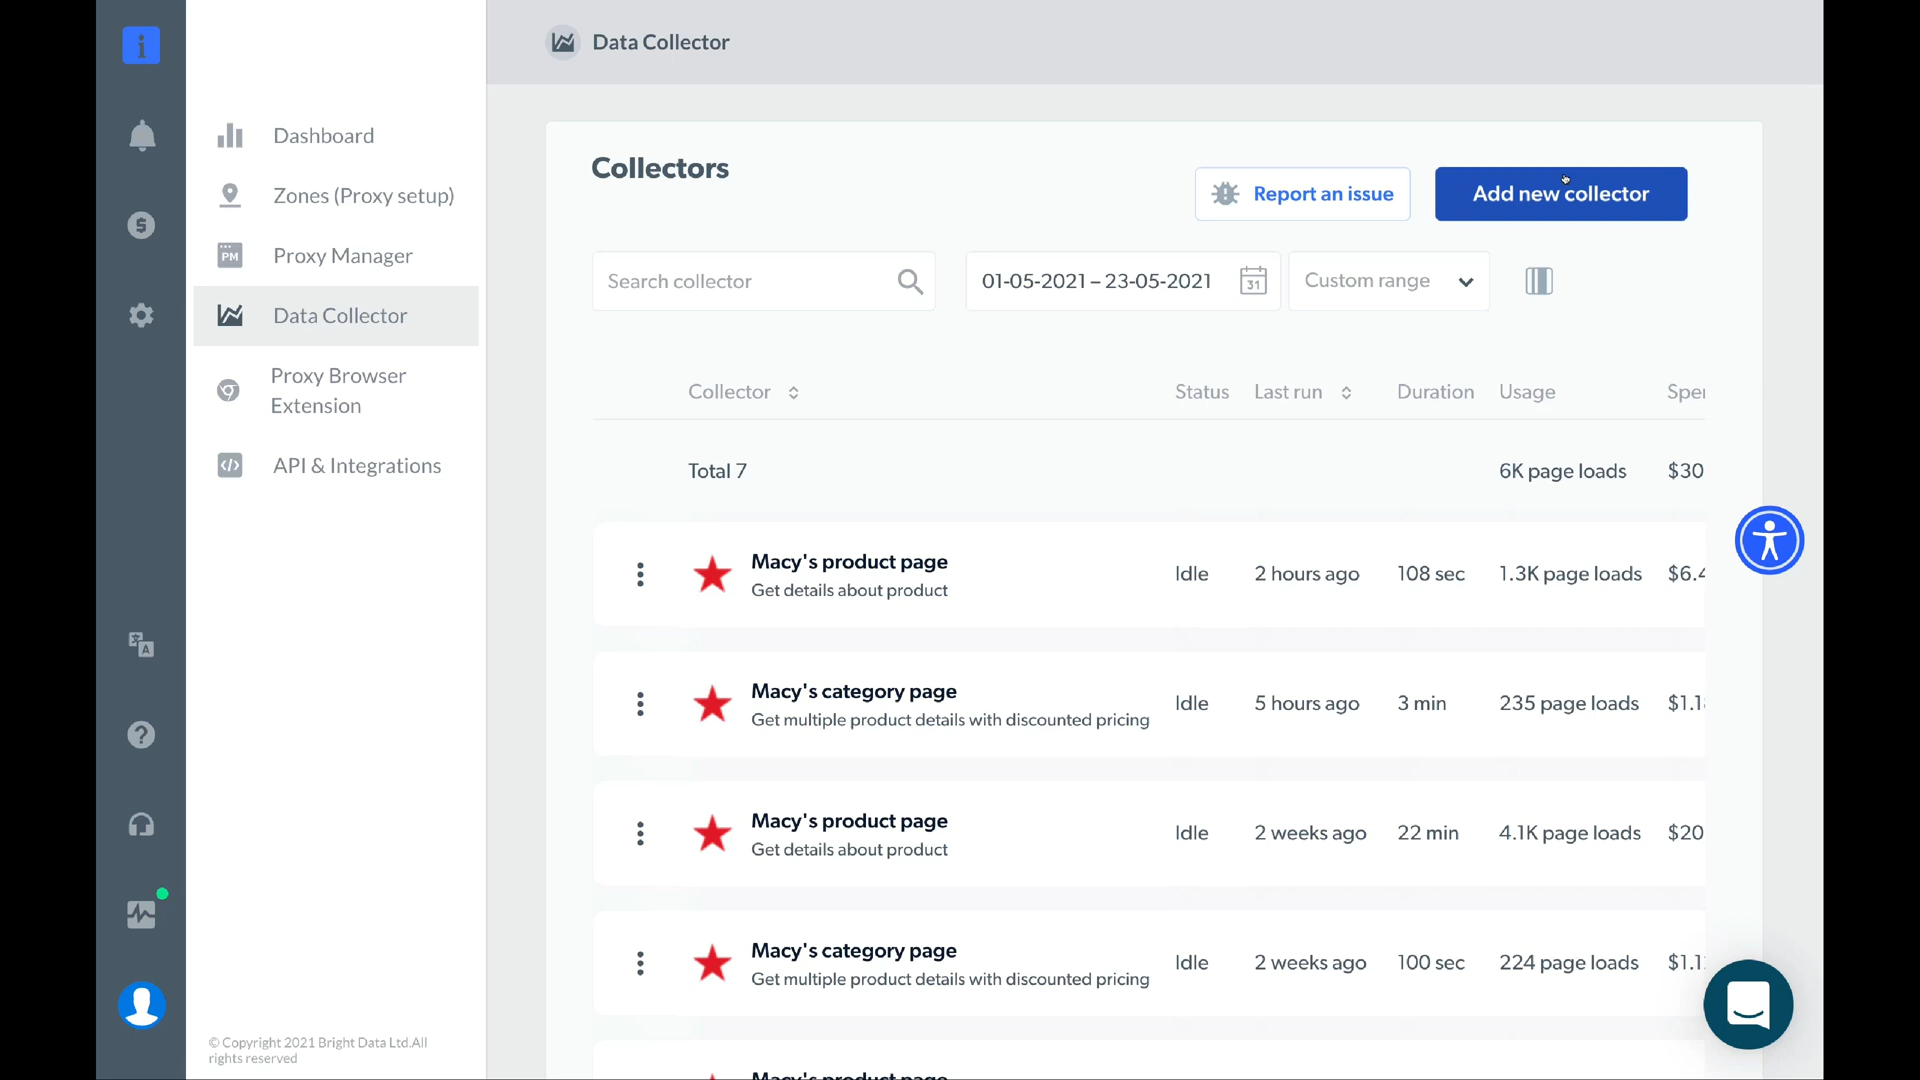 Data Collector
Dashboard
Zones (Proxy setup)
PM
Proxy Manager
Data Collector
Proxy Browser
Extension
API & Integrations
© Copyright 2021 Bright Data Ltd.All
rights reserved
Collectors
Report an issue
Add new collector
Search collector
01-05-2021 – 23-05-2021
31
Custom range
Collector Status Last run Duration Usage Spen
Total 7 6K page loads $30
Macy's product page
Get details about product
Idle 2 hours ago 108 sec 1.3K page loads $6.4
Macy's category page
Get multiple product details with discounted pricing
Idle 5 hours ago 3 min 235 page loads $1.1
Macy's product page
Get details about product
Idle 2 weeks ago 22 min 4.1K page loads $20
Macy's category page
Get multiple product details with discounted pricing
Idle 2 weeks ago 100 sec 224 page loads $1.1
Macy's product page